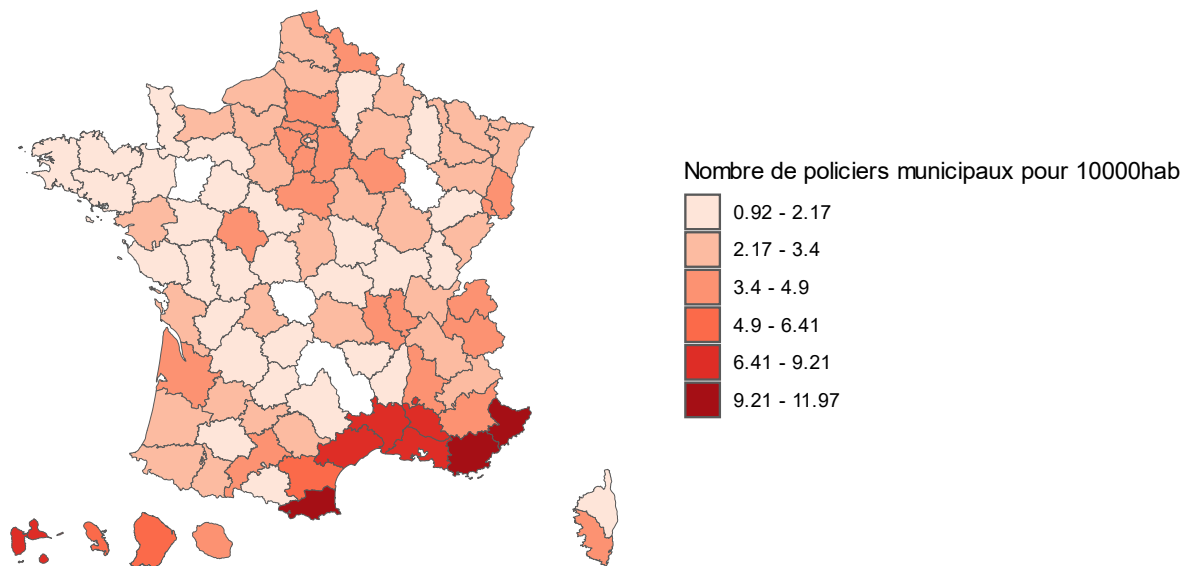 Nombre de policiers municipaux pour 10000hab
0.92 - 2.17
2.17 - 3.4
3.4 - 4.9
4.9 - 6.41
6.41 - 9.21
9.21 - 11.97